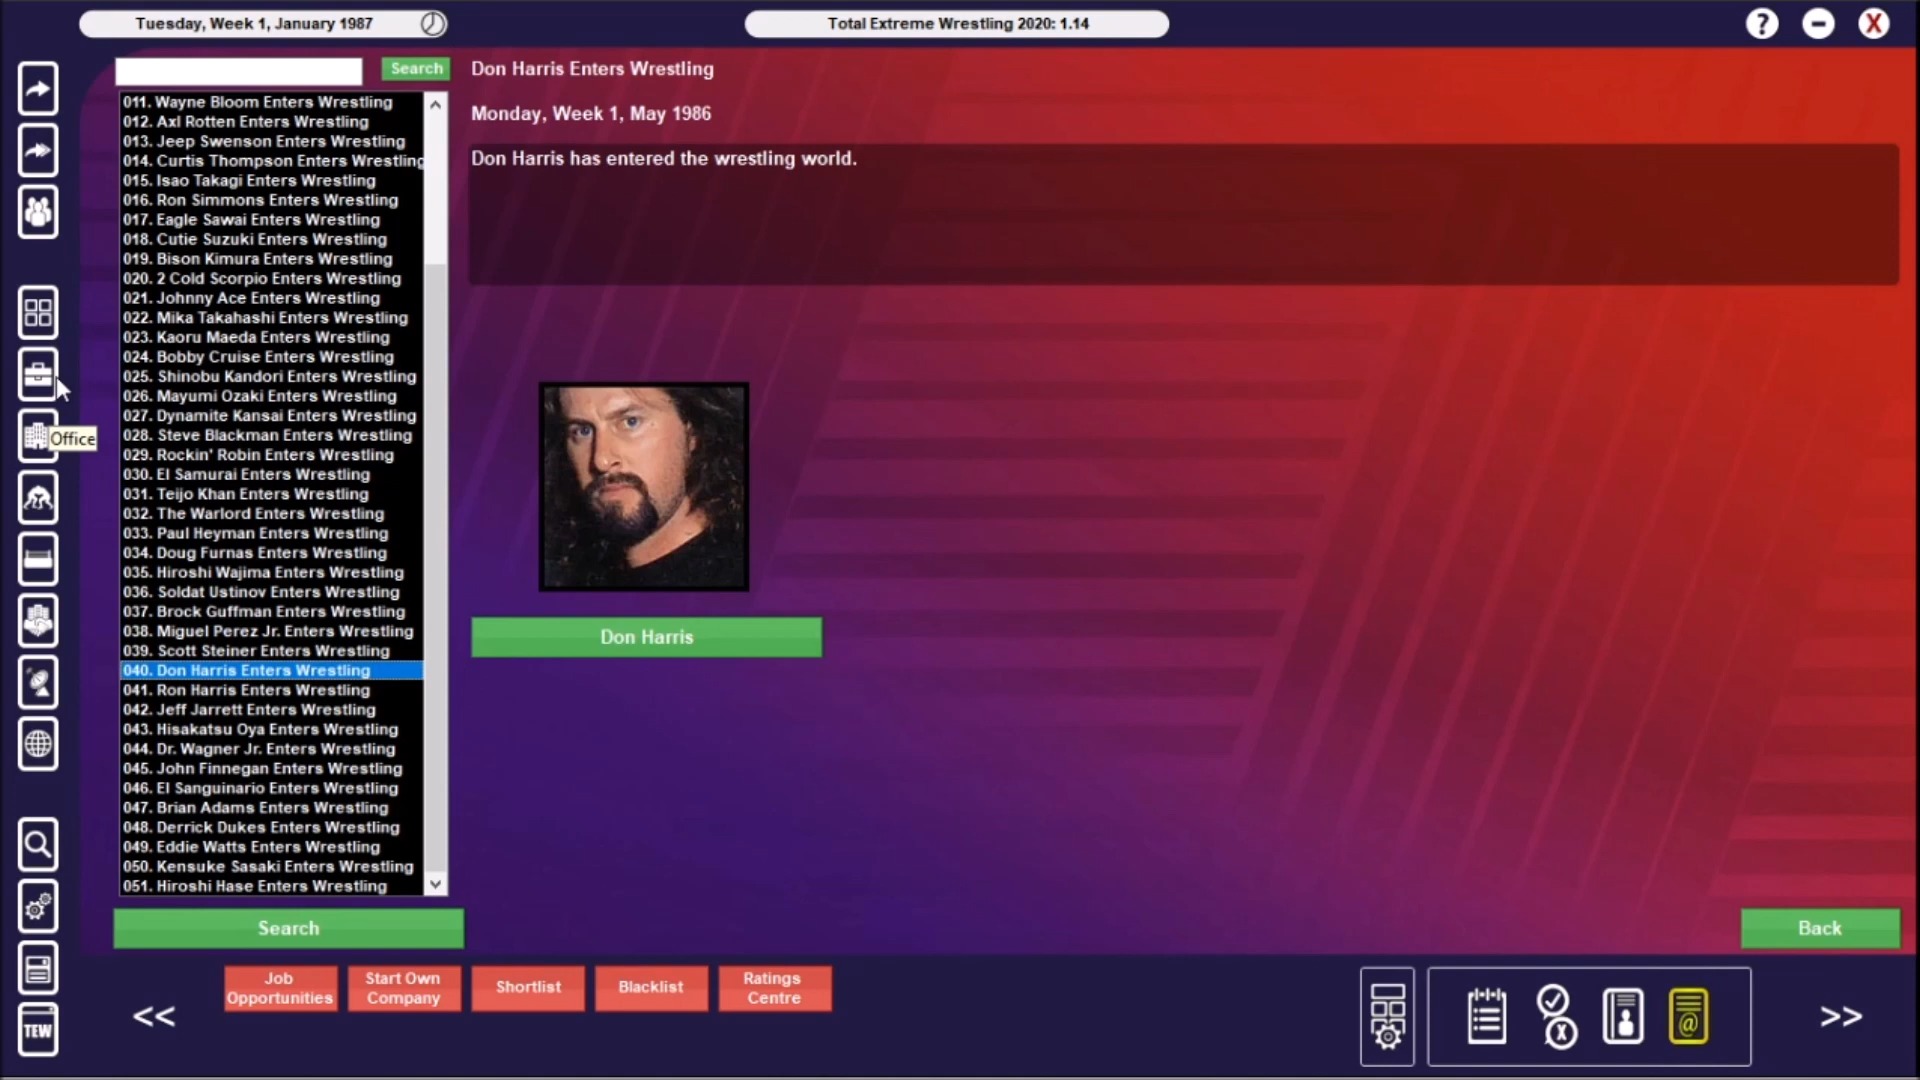 Tuesday, Week 1, January 1987
Total Extreme Wrestling 2020: 1.14
?
X
Search
Don Harris Enters Wrestling
Monday, Week 1, May 1986
Don Harris has entered the wrestling world.
011. Wayne Bloom Enters Wrestling
012. Axl Rotten Enters Wrestling
013. Jeep Swenson Enters Wrestling
014. Curtis Thompson Enters Wrestling
015. Isao Takagi Enters Wrestling
016. Ron Simmons Enters Wrestling
017. Eagle Sawai Enters Wrestling
018. Cutie Suzuki Enters Wrestling
019. Bison Kimura Enters Wrestling
020. 2 Cold Scorpio Enters Wrestling
021. Johnny Ace Enters Wrestling
022. Mika Takahashi Enters Wrestling
023. Kaoru Maeda Enters Wrestling
024. Bobby Cruise Enters Wrestling
025. Shinobu Kandori Enters Wrestling
026. Mayumi Ozaki Enters Wrestling
027. Dynamite Kansai Enters Wrestling
028. Steve Blackman Enters Wrestling
029. Rockin' Robin Enters Wrestling
030. El Samurai Enters Wrestling
031. Teijo Khan Enters Wrestling
032. The Warlord Enters Wrestling
033. Paul Heyman Enters Wrestling
034. Doug Furnas Enters Wrestling
035. Hiroshi Wajima Enters Wrestling
036. Soldat Ustinov Enters Wrestling
037. Brock Guffman Enters Wrestling
038. Miguel Perez Jr. Enters Wrestling
039. Scott Steiner Enters Wrestling
040. Don Harris Enters Wrestling
041. Ron Harris Enters Wrestling
042. Jeff Jarrett Enters Wrestling
043. Hisakatsu Oya Enters Wrestling
044. Dr. Wagner Jr. Enters Wrestling
045. John Finnegan Enters Wrestling
046. El Sanguinario Enters Wrestling
047. Brian Adams Enters Wrestling
048. Derrick Dukes Enters Wrestling
049. Eddie Watts Enters Wrestling
050. Kensuke Sasaki Enters Wrestling
051. Hiroshi Hase Enters Wrestling
Office
Don Harris
Search
Back
TEW
<<
Job
Opportunities
Start Own
Company
Shortlist
Blacklist
Ratings
Centre
X
@
>>